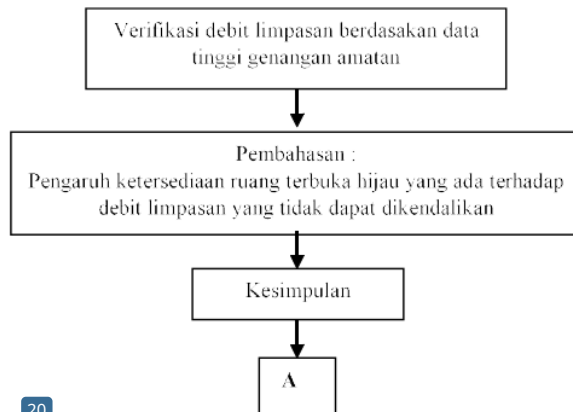 Verifikasi debit limpasan berdasakan data
tinggi genangan amatan
Pembahasan :
Pengaruh ketersediaan ruang terbuka hijau yang ada terhadap
debit limpasan yang tidak dapat dikendalikan
Kesimpulan
A
20